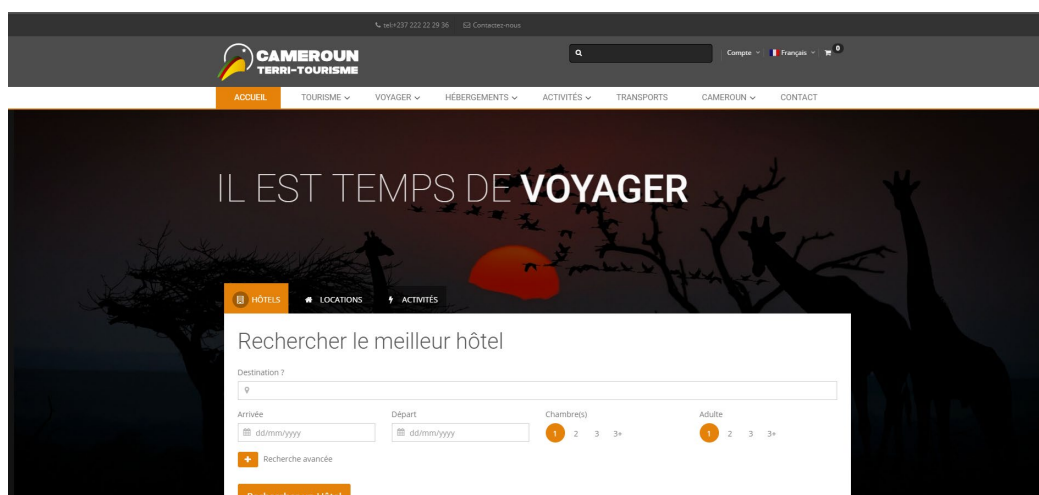 tel:+237 222 22 29 36 Contactez-nous
CAMEROUN
TERRI-TOURISME
Compte Français 0
ACCUEIL TOURISME VOYAGER HÉBERGEMENTS ACTIVITÉS TRANSPORTS CAMEROUN CONTACT
IL EST TEMPS DE VOYAGER
HÔTELS LOCATIONS ACTIVITÉS
Rechercher le meilleur hôtel
Destination ?
Arrivée Départ Chambre(s) Adulte
dd/mm/yyyy dd/mm/yyyy 1 2 3 3+ 1 2 3 3+
Recherche avancée